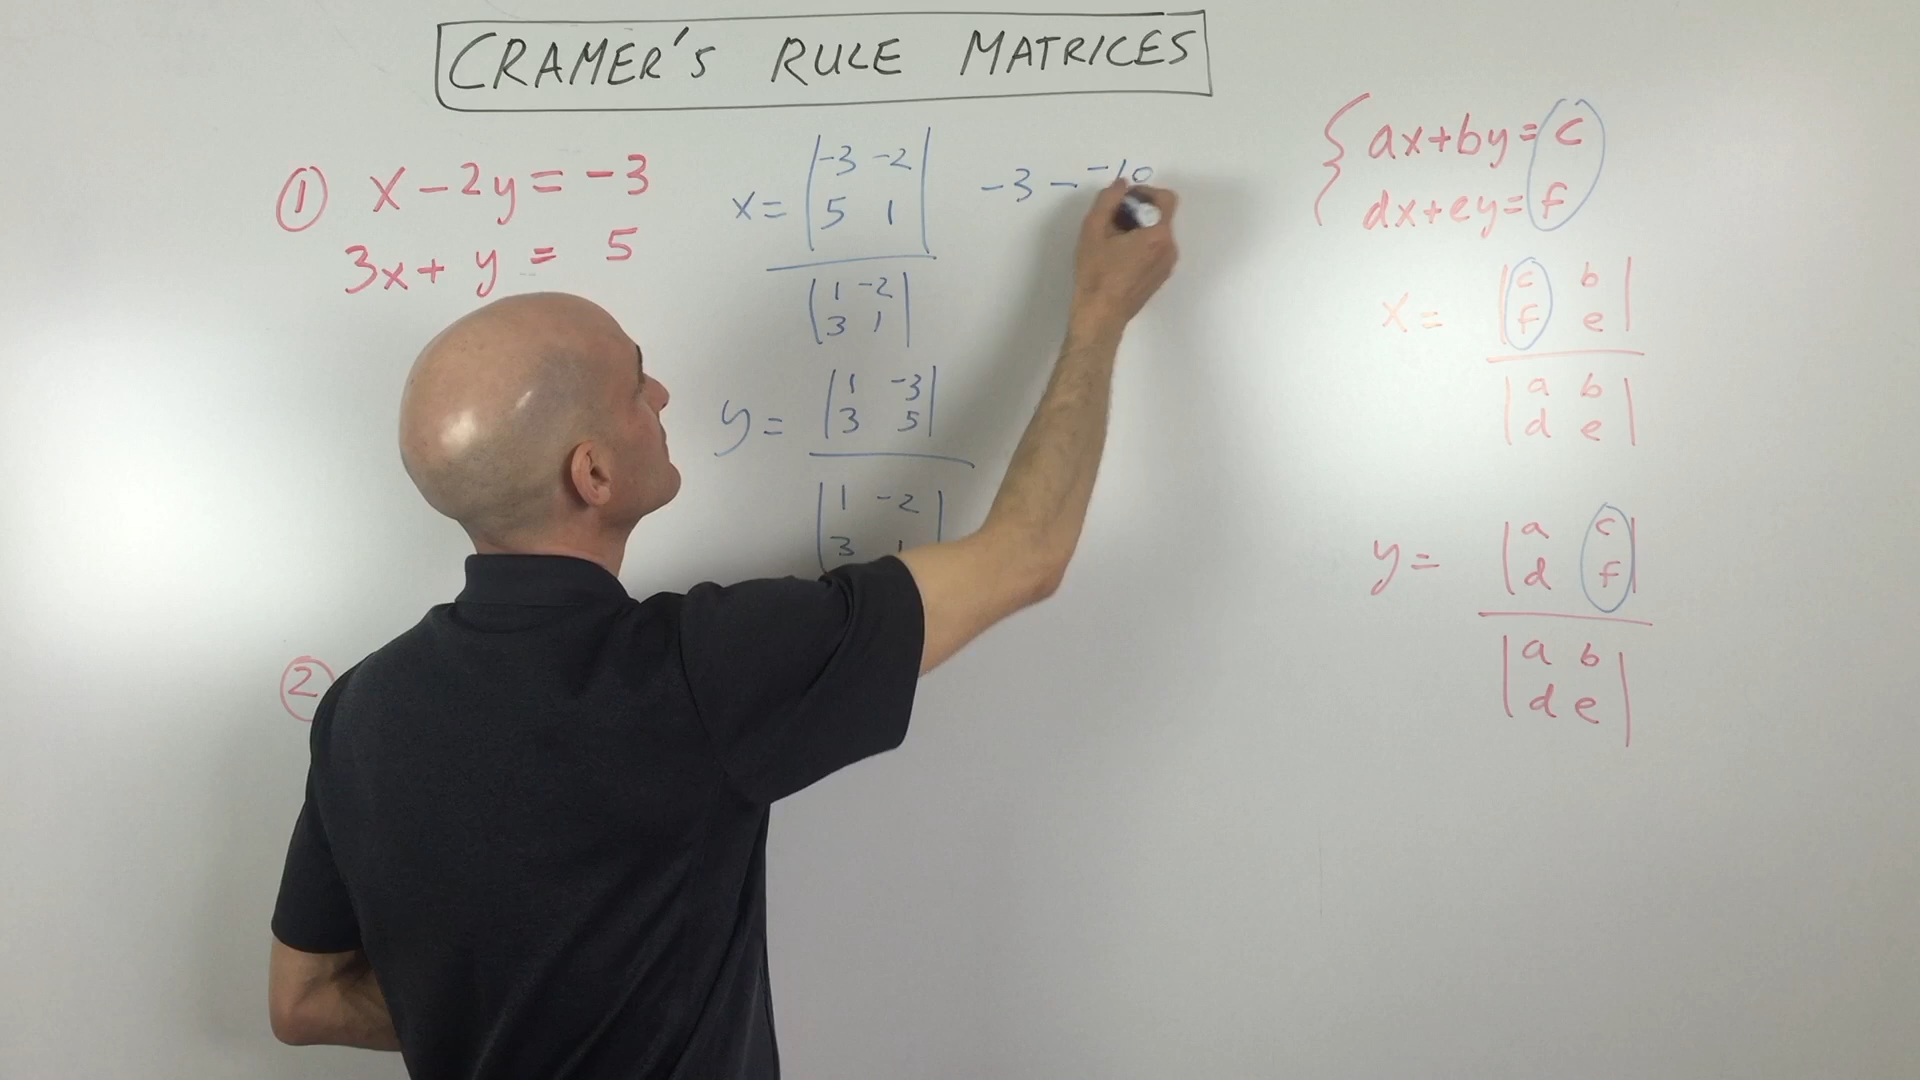 CRAMER'S RULE MATRICES
① x - 2y = -3
3x + y = 5
x =
|-3 -2|
|5 1|
|1 -2|
|3 1|
-3 - -10
y =
|1 -3|
|3 5|
|1 -2|
|3 1|
②
{ax+by=c
dx+ey=f
x =
|c b|
|f e|
|a b|
|d e|
y =
|a c|
|d f|
|a b|
|d e|